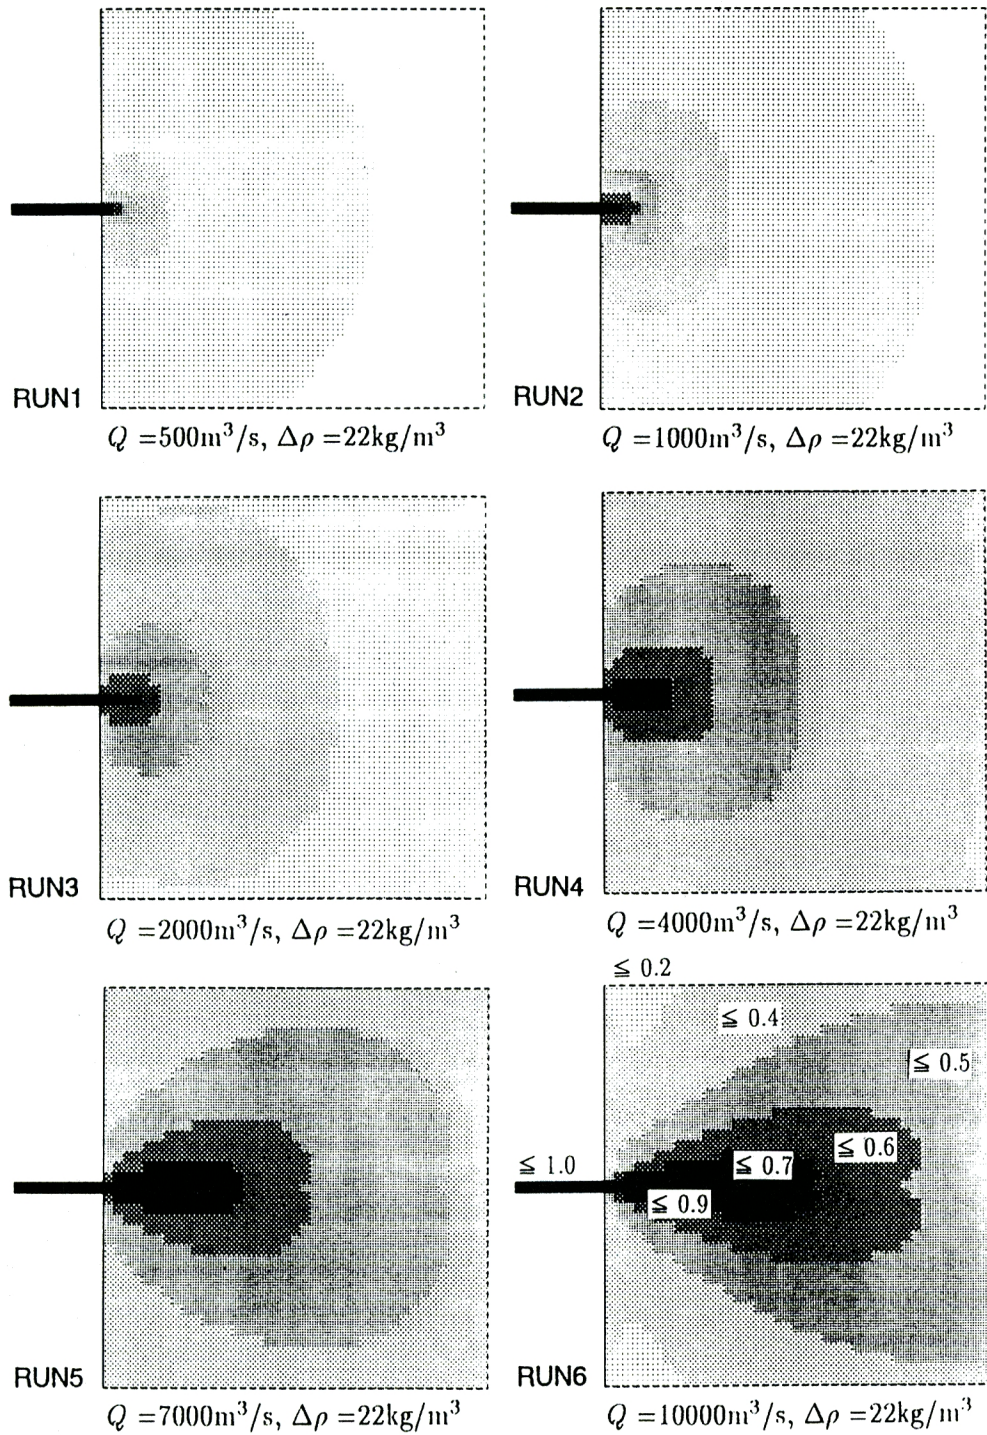 RUN1
Q =500m³/s, Δρ =22kg/m³
RUN2
Q =1000m³/s, Δρ =22kg/m³
RUN3
Q =2000m³/s, Δρ =22kg/m³
RUN4
Q =4000m³/s, Δρ =22kg/m³
RUN5
Q =7000m³/s, Δρ =22kg/m³
≦ 0.2
≦ 0.4
≦ 0.5
≦ 0.6
≦ 0.7
≦ 1.0
≦ 0.9
RUN6
Q =10000m³/s, Δρ =22kg/m³